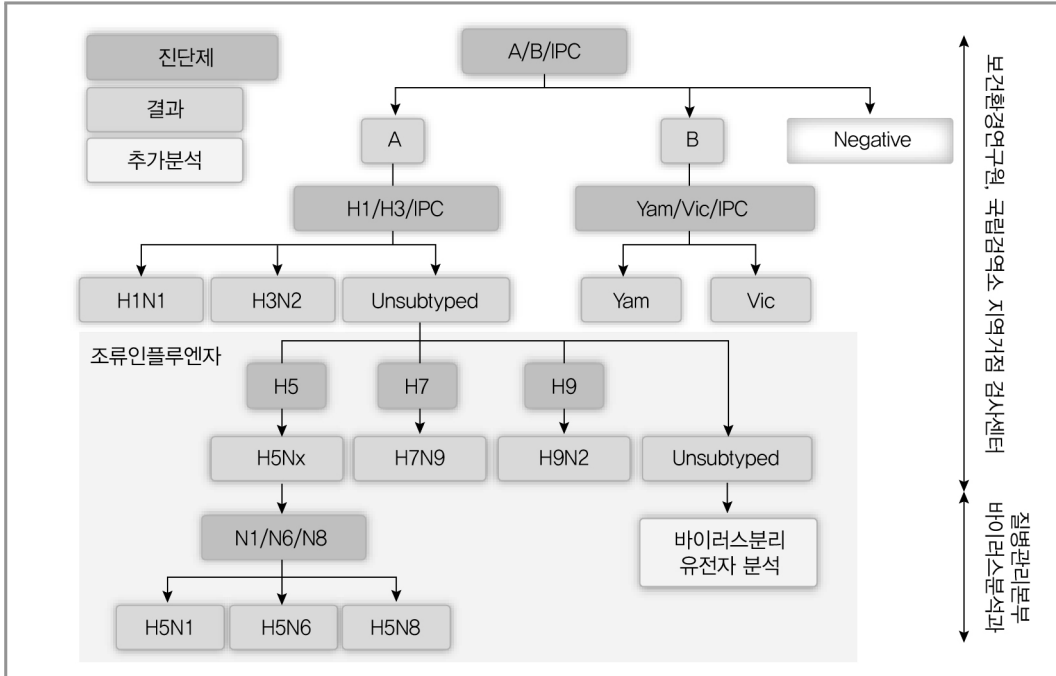 진단제
결과
추가분석
A/B/IPC
A
B
Negative
H1/H3/IPC
Yam/Vic/IPC
H1N1
H3N2
Unsubtyped
Yam
Vic
조류인플루엔자
H5
H7
H9
H5Nx
H7N9
H9N2
Unsubtyped
N1/N6/N8
바이러스분리
유전자 분석
H5N1
H5N6
H5N8
보건환경연구원, 국립검역소 지역거점 검사센터
질병관리본부
바이러스분석과